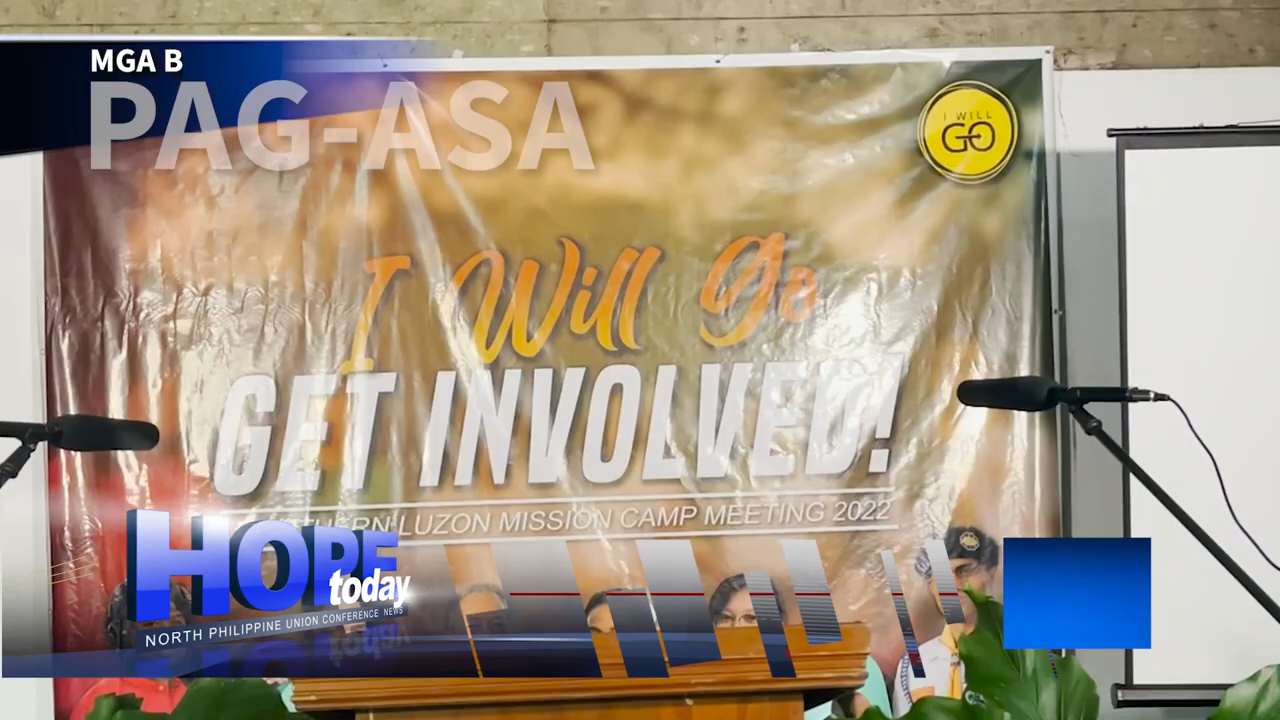 MGA B
PAG-ASA
I WILL
GO
I Will Go
GET INVOLVED!
LUZON MISSION CAMP MEETING 2022
HOPE
today
NORTH PHILIPPINE UNION CONFERENCE NEWS